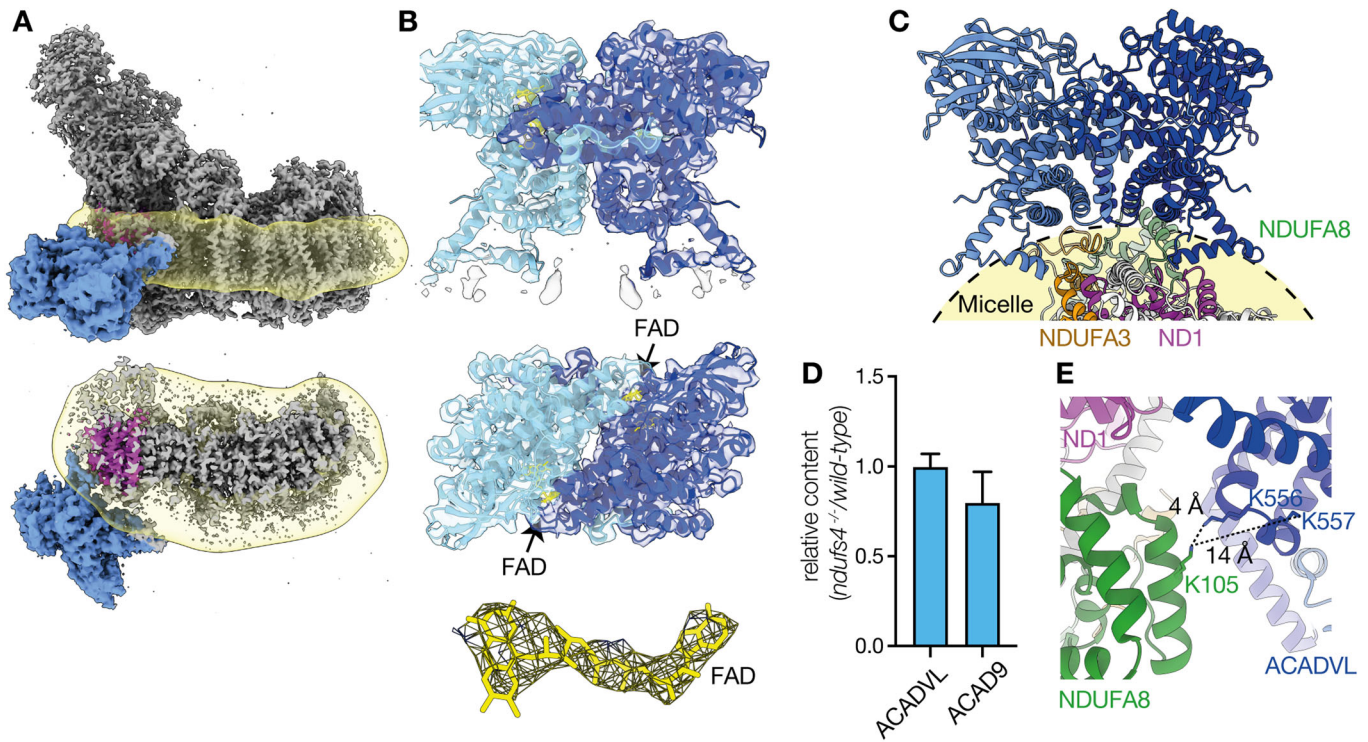 A
B
C
FAD
FAD
FAD
NDUFA8
Micelle
NDUFA3
ND1
D
relative content
(ndufs4 -/-/wild-type)
1.5
1.0
0.5
0.0
ACADVL
ACAD9
E
ND1
K556
4 Å
K557
14 Å
K105
ACADVL
NDUFA8